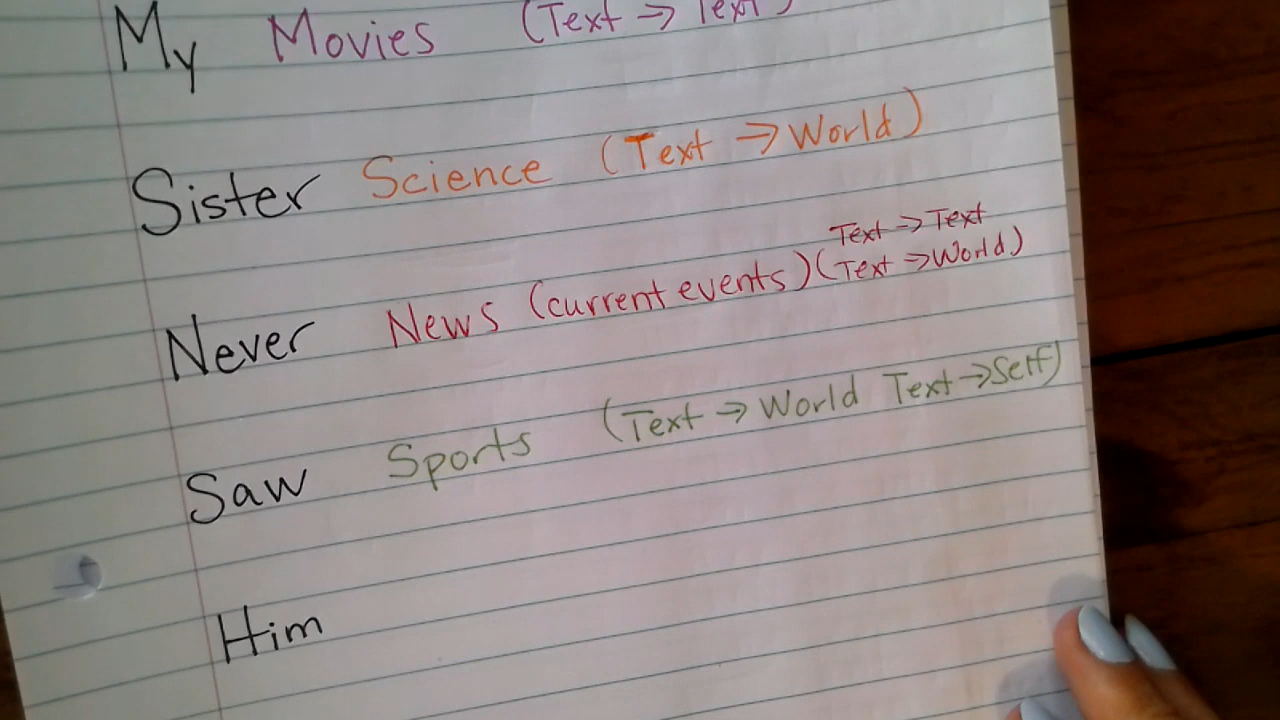 My Movies (Text → Text)
Sister Science (Text → World)
Never News (current events) (Text → Text
Text → World)
Saw Sports (Text → World Text → Self)
Him